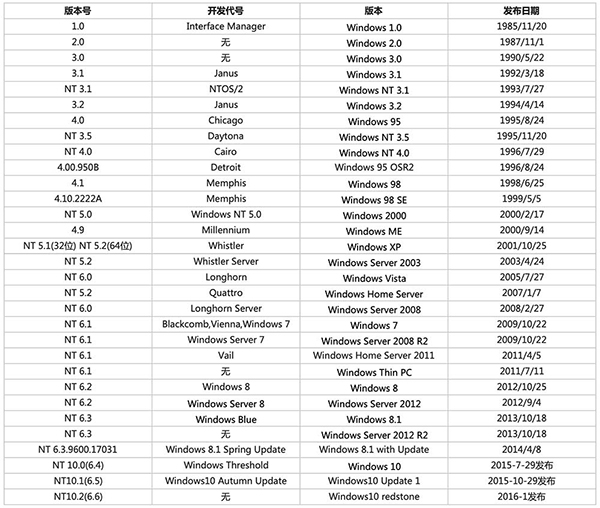 版本号 开发代号 版本 发布日期
1.0 Interface Manager Windows 1.0 1985/11/20
2.0 无 Windows 2.0 1987/11/1
3.0 无 Windows 3.0 1990/5/22
3.1 Janus Windows 3.1 1992/3/18
NT 3.1 NTOS/2 Windows NT 3.1 1993/7/27
3.2 Janus Windows 3.2 1994/4/14
4.0 Chicago Windows 95 1995/8/24
NT 3.5 Daytona Windows NT 3.5 1995/11/20
NT 4.0 Cairo Windows NT 4.0 1996/7/29
4.00.950B Detroit Windows 95 OSR2 1996/8/24
4.1 Memphis Windows 98 1998/6/25
4.10.2222A Memphis Windows 98 SE 1999/5/5
NT 5.0 Windows NT 5.0 Windows 2000 2000/2/17
4.9 Millennium Windows ME 2000/9/14
NT 5.1(32位) NT 5.2(64位) Whistler Windows XP 2001/10/25
NT 5.2 Whistler Server Windows Server 2003 2003/4/24
NT 6.0 Longhorn Windows Vista 2005/7/27
NT 5.2 Quattro Windows Home Server 2007/1/7
NT 6.0 Longhorn Server Windows Server 2008 2008/2/27
NT 6.1 Blackcomb,Vienna,Windows 7 Windows 7 2009/10/22
NT 6.1 Windows Server 7 Windows Server 2008 R2 2009/10/22
NT 6.1 Vail Windows Home Server 2011 2011/4/5
NT 6.1 无 Windows Thin PC 2011/7/11
NT 6.2 Windows 8 Windows 8 2012/10/25
NT 6.2 Windows Server 8 Windows Server 2012 2012/9/4
NT 6.3 Windows Blue Windows 8.1 2013/10/18
NT 6.3 无 Windows Server 2012 R2 2013/10/18
NT 6.3.9600.17031 Windows 8.1 Spring Update Windows 8.1 with Update 2014/4/8
NT 10.0(6.4) Windows Threshold Windows 10 2015-7-29发布
NT10.1(6.5) Windows10 Autumn Update Windows10 Update 1 2015-10-29发布
NT10.2(6.6) 无 Windows10 redstone 2016-1发布